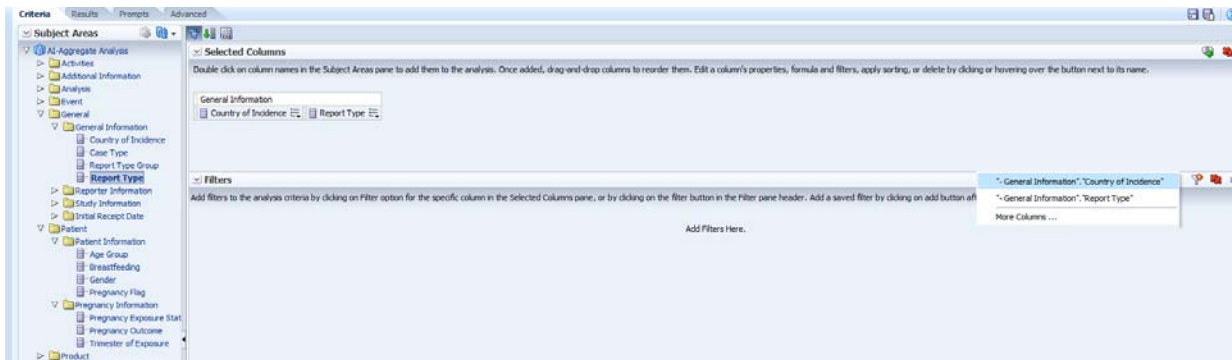 Criteria Results Prompts Advanced
Subject Areas
AI-Aggregate Analysis
Activities
Additional Information
Analysis
Event
General
General Information
Country of Incidence
Case Type
Report Type Group
Report Type
Reporter Information
Study Information
Initial Receipt Date
Patient
Patient Information
Age Group
Breastfeeding
Gender
Pregnancy Flag
Pregnancy Information
Pregnancy Exposure Stat
Pregnancy Outcome
Trimester of Exposure
Product
Selected Columns
Double click on column names in the Subject Areas pane to add them to the analysis. Once added, drag-and-drop columns to reorder them. Edit a column's properties, formula and filters, apply sorting, or delete by clicking or hovering over the button next to its name.
General Information
Country of Incidence Report Type
Filters
Add filters to the analysis criteria by clicking on Filter option for the specific column in the Selected Columns pane, or by clicking on the filter button in the Filter pane header. Add a saved filter by clicking on add button aft
Add Filters Here.
"- General Information"."Country of Incidence"
"- General Information"."Report Type"
More Columns ...